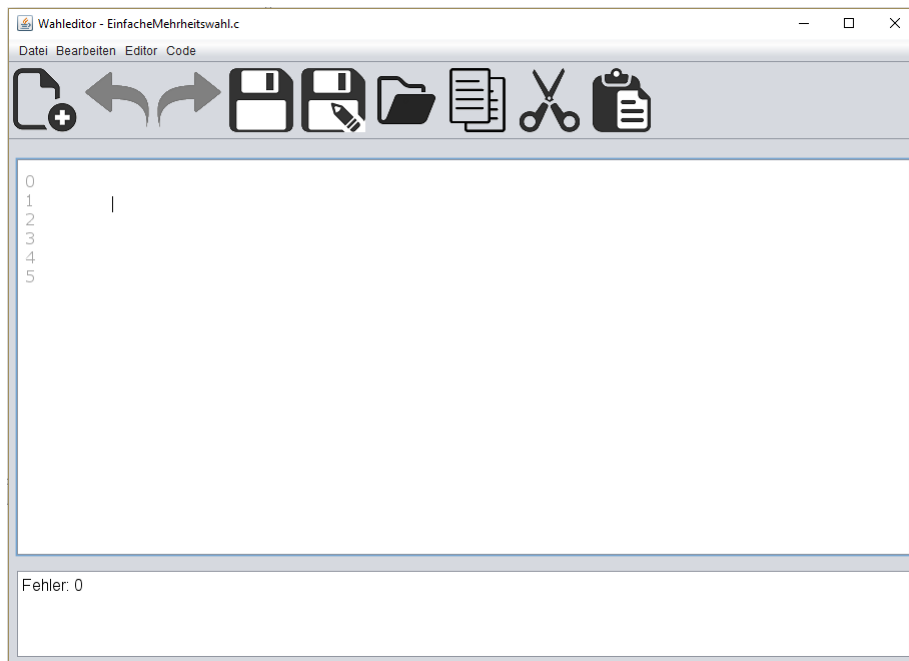 Wahleditor - EinfacheMehrheitswahl.c
Datei Bearbeiten Editor Code
0
1
2
3
4
5
Fehler: 0